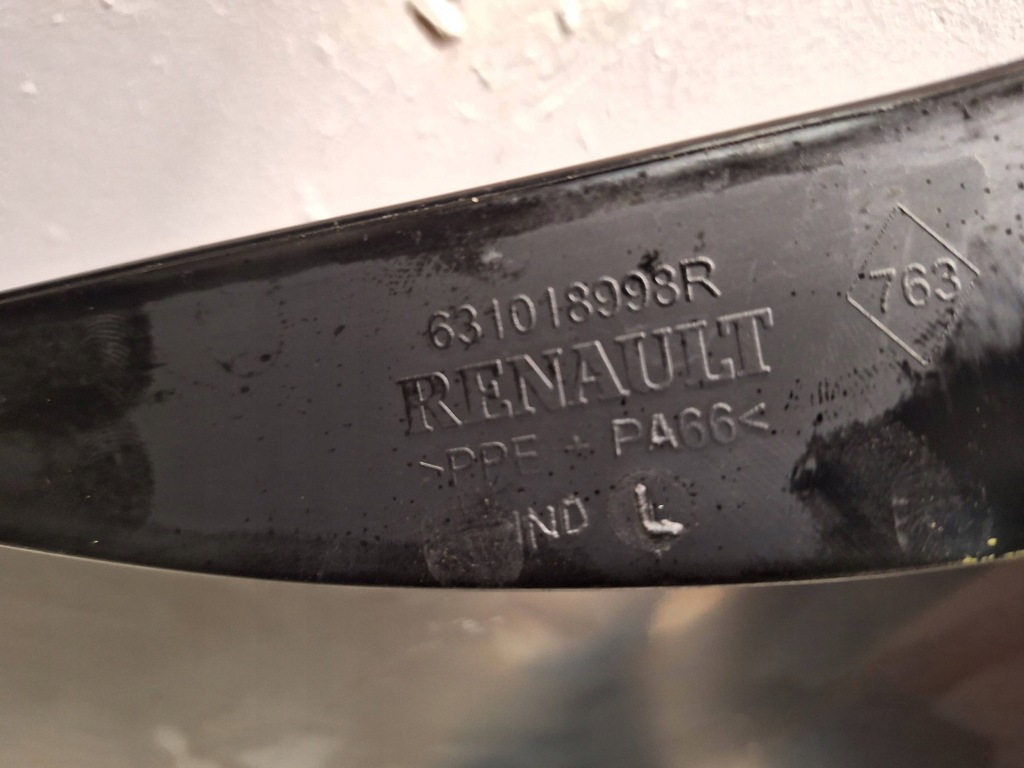 631018998R
RENAULT
763
>PPE + PA66<
IND L